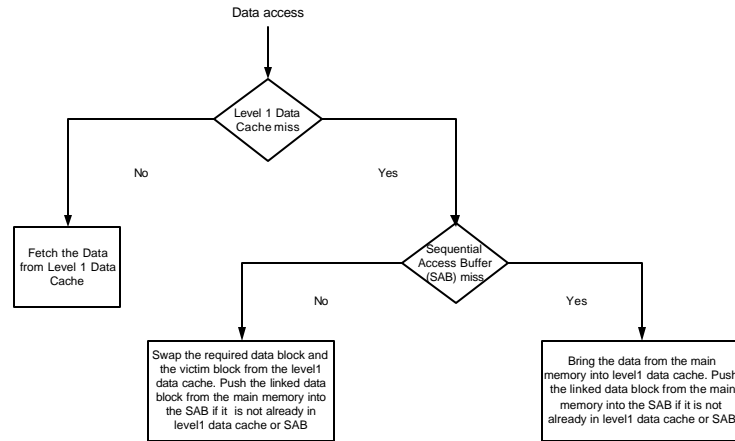 Data access
Level 1 Data
Cache miss
No
Yes
Fetch the Data
from Level 1 Data
Cache
Sequential
Access Buffer
(SAB) miss
No
Yes
Swap the required data block and
the victim block from the level1
data cache. Push the linked data
block from the main memory into
the SAB if it is not already in
level1 data cache or SAB
Bring the data from the main
memory into level1 data cache. Push
the linked data block from the main
memory into the SAB if it is not
already in level1 data cache or SAB